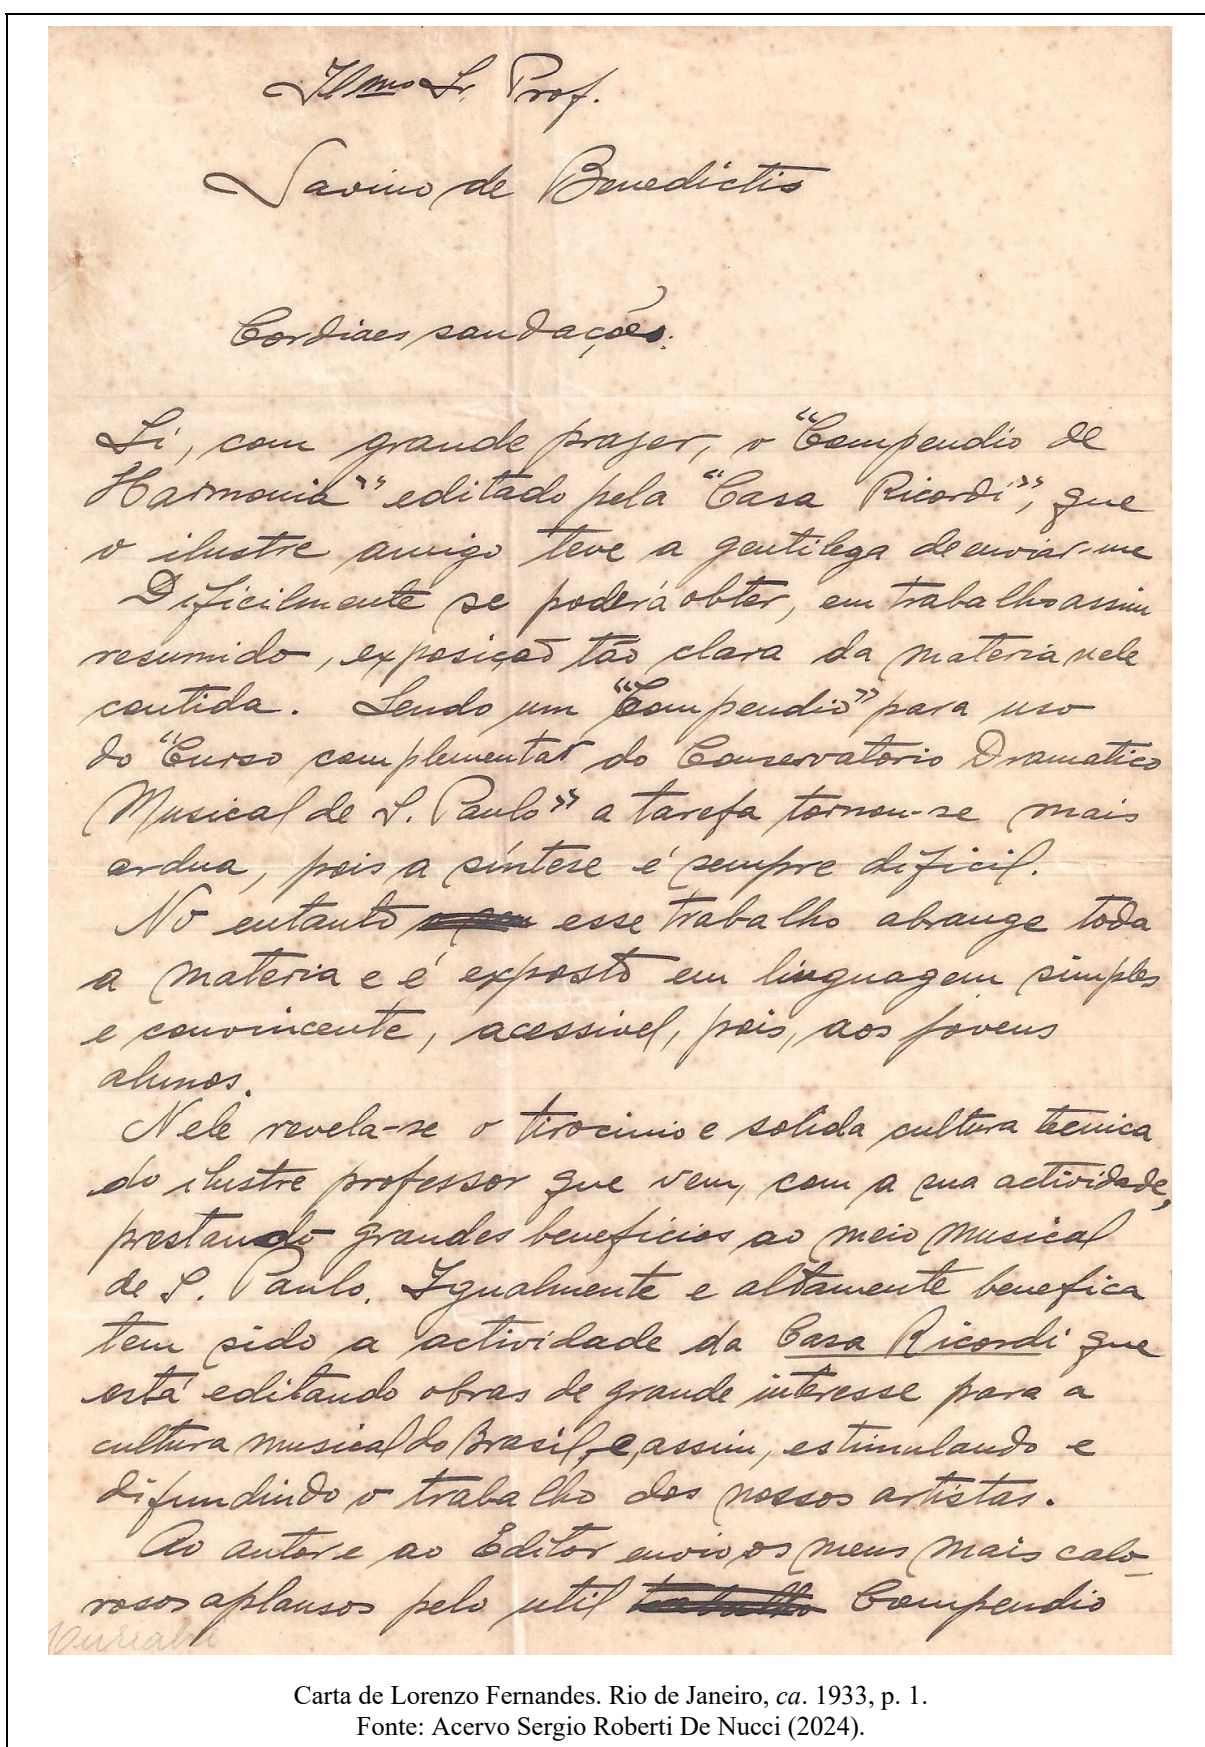 Illmo Sr. Prof.
Savino de Benedictis
Cordiaes saudações.
Li, com grande prazer, o "Compendio de
Harmonia" editado pela "Casa Ricordi", que
o ilustre amigo teve a gentileza de enviar-me
Dificilmente se poderá obter, em trabalho assim
resumido, exposição tão clara da materia nele
contida. Sendo um "Compendio" para uso
do "Curso complementar do Conservatorio Dramatico
Musical de S. Paulo" a tarefa tornou-se mais
ardua, pois a síntese é sempre dificil.
No entanto esse trabalho abrange toda
a materia e é exposto em linguagem simples
e convincente, acessivel, pois, aos jovens
alunos.
Nele revela-se o tirocinio e solida cultura tecnica
do ilustre professor que vem, com a sua actividade,
prestando grandes beneficios ao meio musical
de S. Paulo. Igualmente e altamente benefica
tem sido a actividade da Casa Ricordi que
está editando obras de grande interesse para a
cultura musical do Brasil, e, assim, estimulando e
difundindo o trabalho dos nossos artistas.
Ao autor e ao Editor envio os meus mais calo-
rosos aplausos pelo util trabalho Compendio
Carta de Lorenzo Fernandes. Rio de Janeiro, ca. 1933, p. 1.
Fonte: Acervo Sergio Roberti De Nucci (2024).